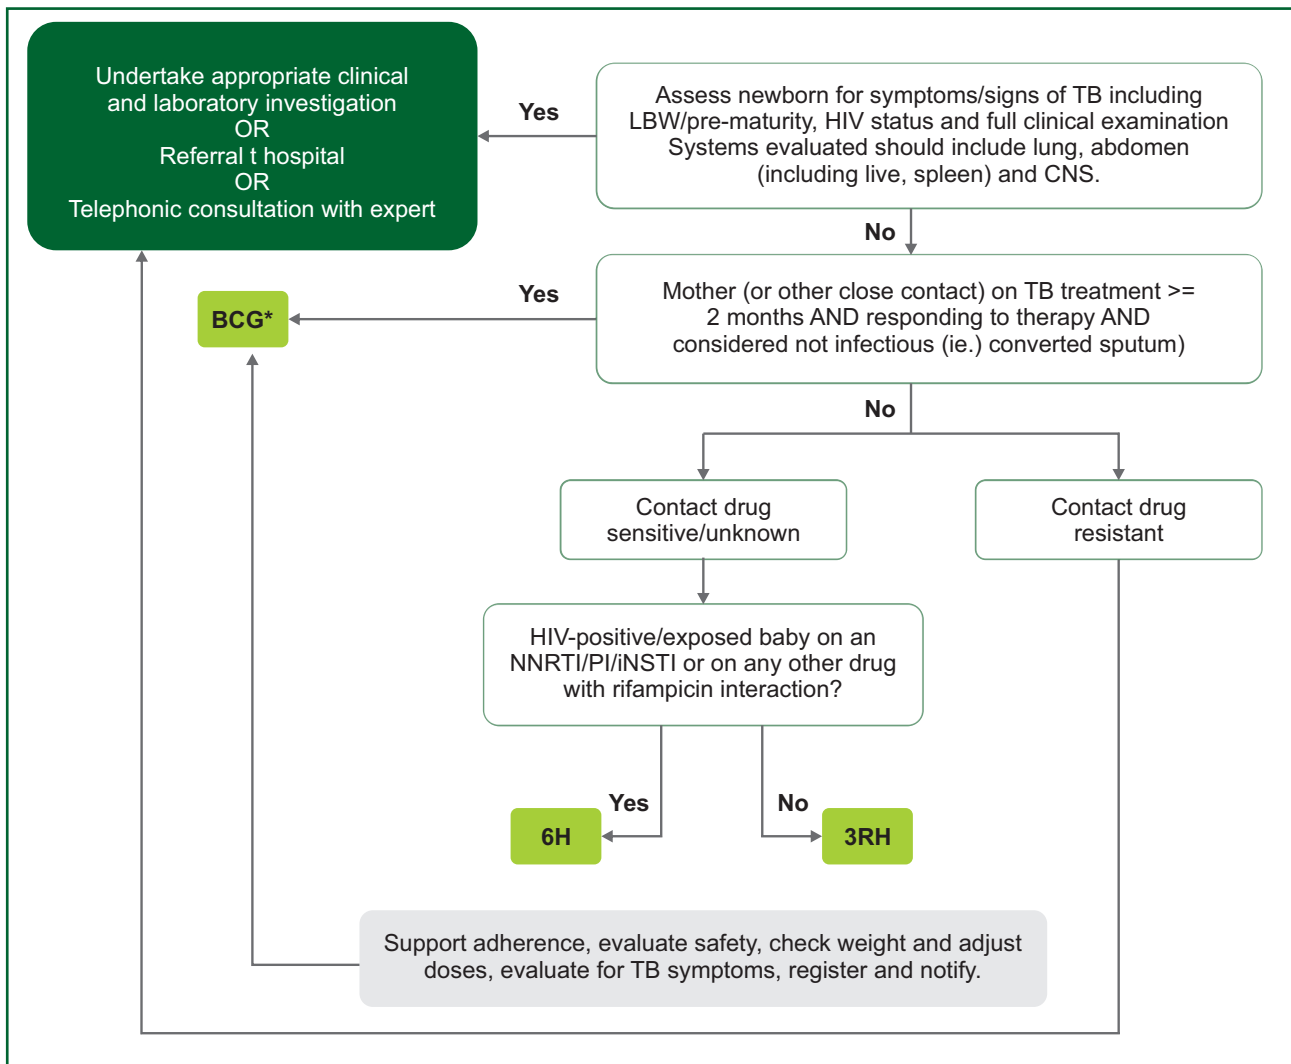 Undertake appropriate clinical
and laboratory investigation
OR
Referral t hospital
OR
Telephonic consultation with expert
Yes
Assess newborn for symptoms/signs of TB including
LBW/pre-maturity, HIV status and full clinical examination
Systems evaluated should include lung, abdomen
(including live, spleen) and CNS.
No
BCG*
Yes
Mother (or other close contact) on TB treatment >=
2 months AND responding to therapy AND
considered not infectious (ie.) converted sputum)
No
Contact drug
sensitive/unknown
Contact drug
resistant
HIV-positive/exposed baby on an
NNRTI/PI/iNSTI or on any other drug
with rifampicin interaction?
Yes
No
6H
3RH
Support adherence, evaluate safety, check weight and adjust
doses, evaluate for TB symptoms, register and notify.